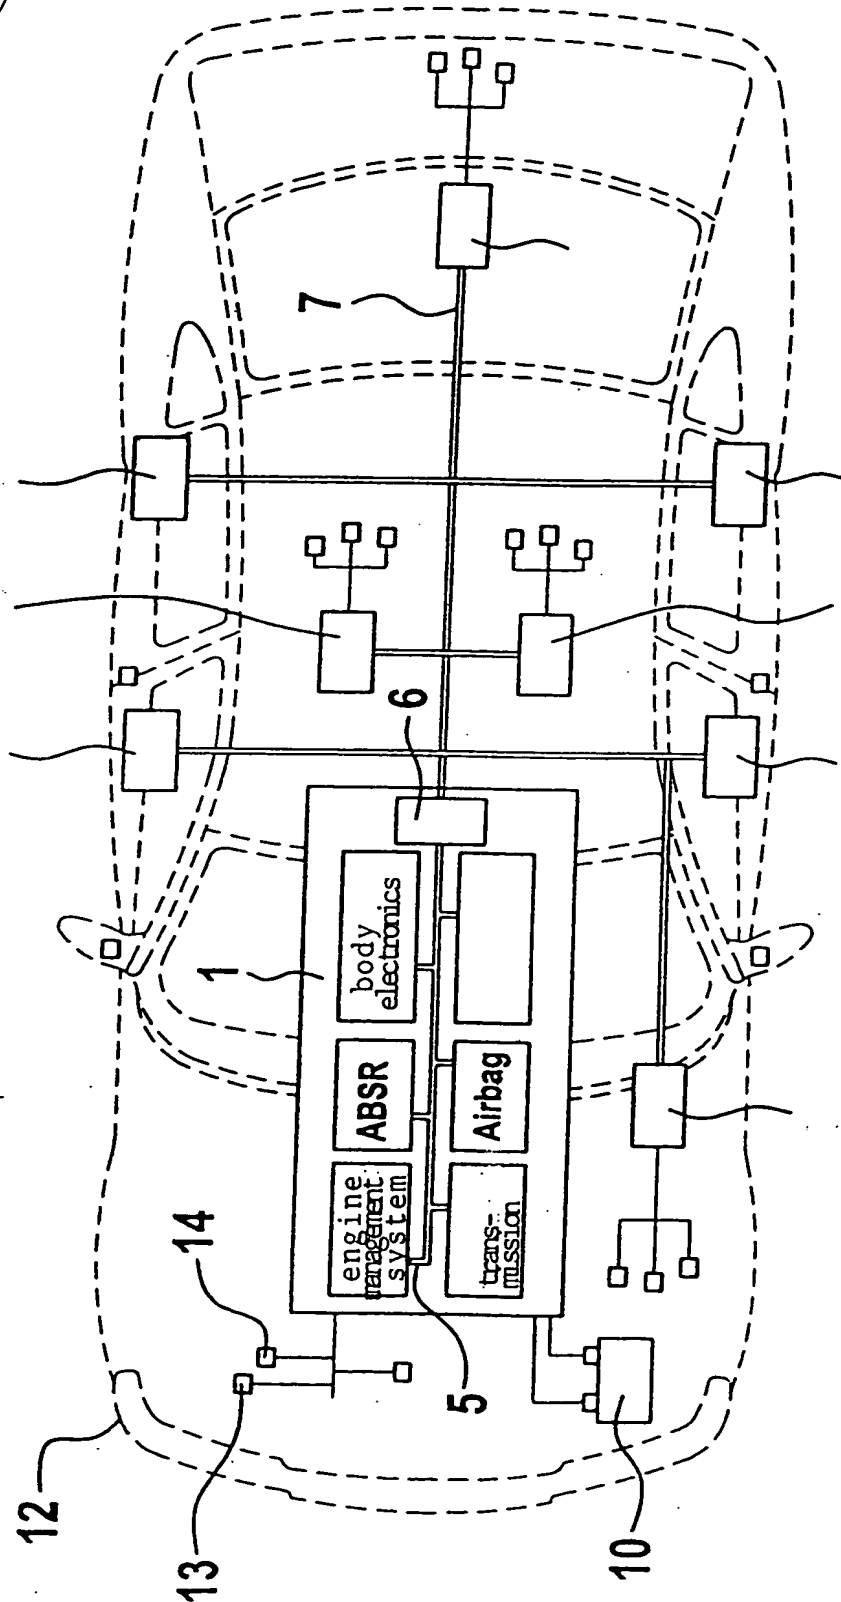 12
13
14
10
5
1
6
7
engine
management
system
ABSR
body
electronics
trans-
mission
Airbag